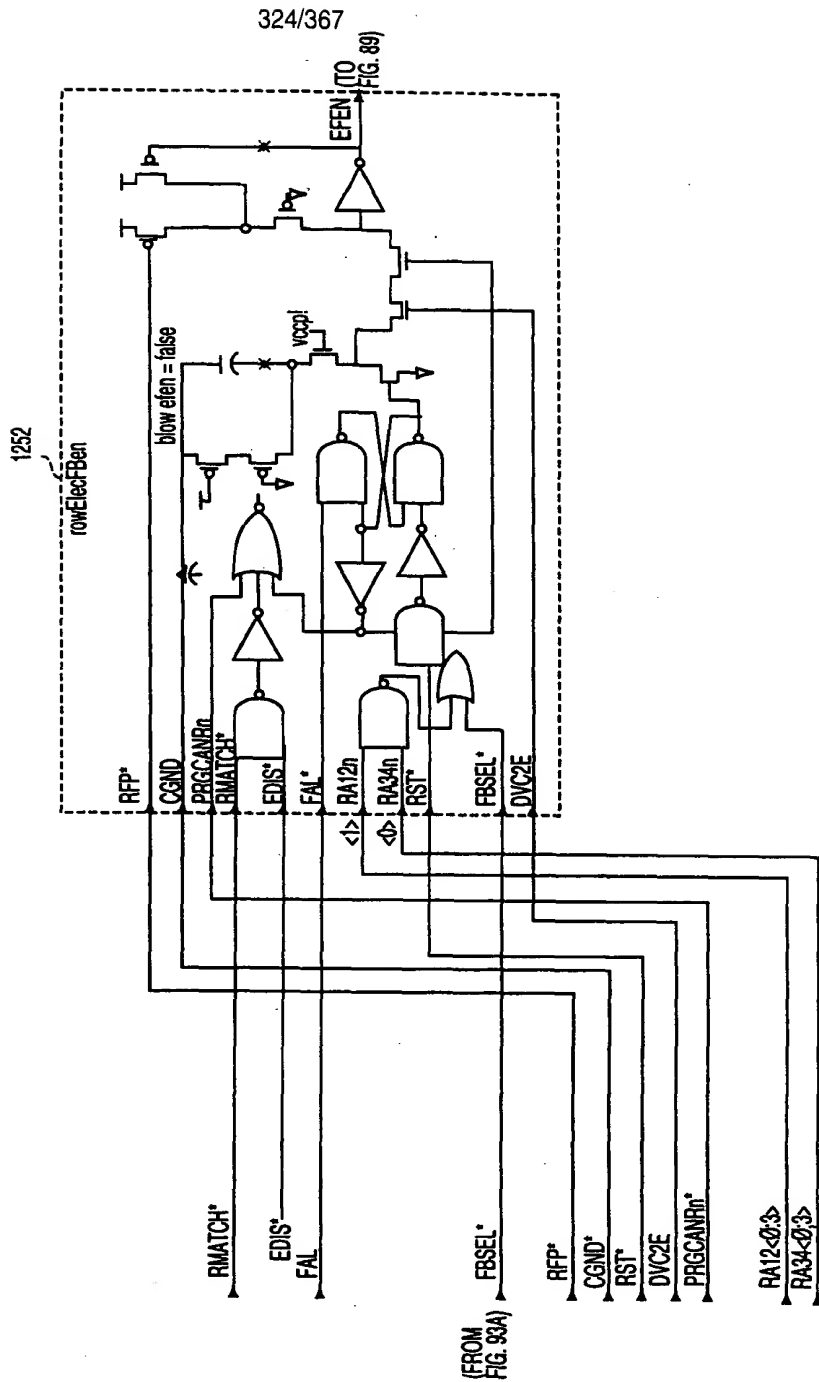 324/367
1252
rowElecFBen
RFP*
CGND
PRGCANRn
RMATCH*
EDIS*
FAL*
<1> RA12n
<0> RA34n
RST*
FBSEL*
DVC2E
blow efen = false
vccp!
EFEN
(TO
FIG. 89)
RMATCH*
EDIS*
FAL
FBSEL*
(FROM
FIG. 93A)
RFP*
CGND*
RST*
DVC2E
PRGCANRn*
RA12<0:3>
RA34<0;3>